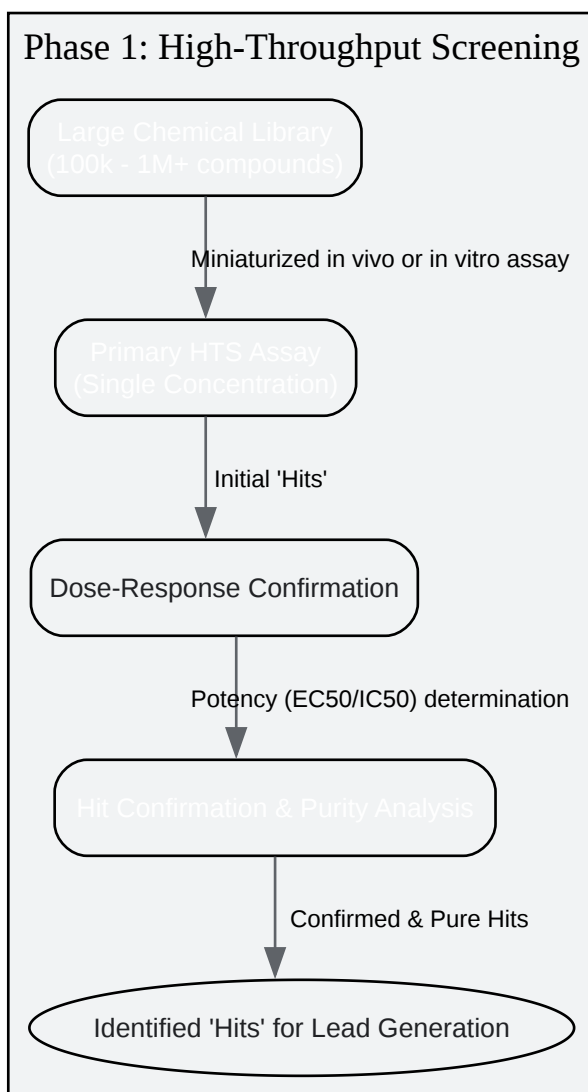 Phase 1: High-Throughput Screening
Large Chemical Library
(100k - 1M+ compounds)
Miniaturized in vivo or in vitro assay
Primary HTS Assay
(Single Concentration)
Initial 'Hits'
Dose-Response Confirmation
Potency (EC50/IC50) determination
Hit Confirmation & Purity Analysis
Confirmed & Pure Hits
Identified 'Hits' for Lead Generation